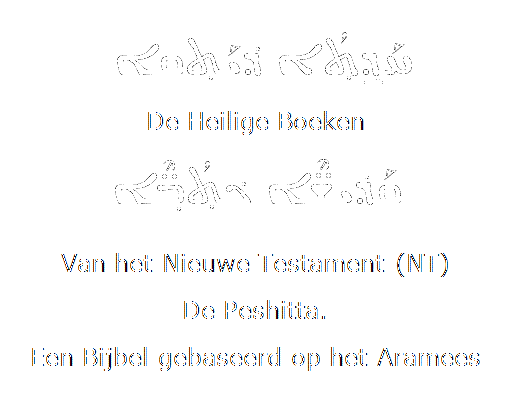 De Heilige Boeken
Van het Nieuwe Testament (NT)
De Peshitta.
Een Bijbel gebaseerd op het Aramees